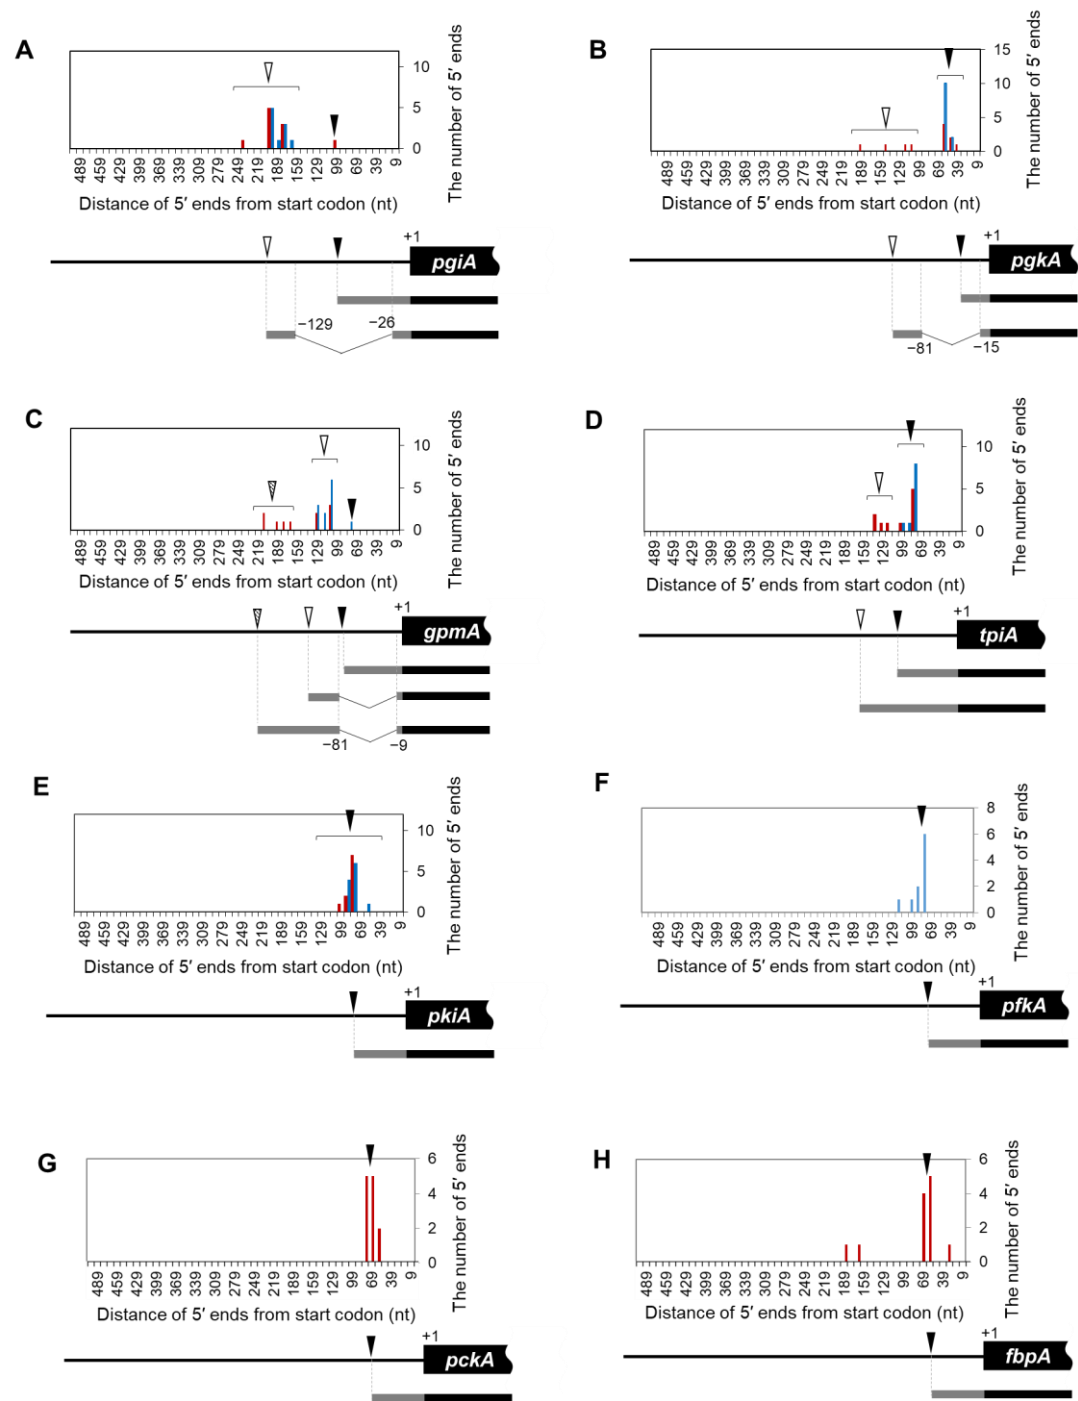 A
10
5
0
The number of 5′ ends
489 459 429 399 369 339 309 279 249 219 189 159 129 99 69 39 9
Distance of 5′ ends from start codon (nt)
+1
pgiA
−129
−26
B
15
10
5
0
The number of 5′ ends
489 459 429 399 369 339 309 279 249 219 189 159 129 99 69 39 9
Distance of 5′ ends from start codon (nt)
+1
pgkA
−81
−15
C
10
5
0
The number of 5′ ends
489 459 429 399 369 339 309 279 249 219 189 159 129 99 69 39 9
Distance of 5′ ends from start codon (nt)
+1
gpmA
−81
−9
D
10
5
0
The number of 5′ ends
489 459 429 399 369 339 309 279 249 219 189 159 129 99 69 39 9
Distance of 5′ ends from start codon (nt)
+1
tpiA
E
10
5
0
The number of 5′ ends
489 459 429 399 369 339 309 279 249 219 189 159 129 99 69 39 9
Distance of 5′ ends from start codon (nt)
+1
pkiA
F
8
6
4
2
0
The number of 5′ ends
489 459 429 399 369 339 309 279 249 219 189 159 129 99 69 39 9
Distance of 5′ ends from start codon (nt)
+1
pfkA
G
6
4
2
0
The number of 5′ ends
489 459 429 399 369 339 309 279 249 219 189 159 129 99 69 39 9
Distance of 5′ ends from start codon (nt)
+1
pckA
H
6
4
2
0
The number of 5′ ends
489 459 429 399 369 339 309 279 249 219 189 159 129 99 69 39 9
Distance of 5′ ends from start codon (nt)
+1
fbpA